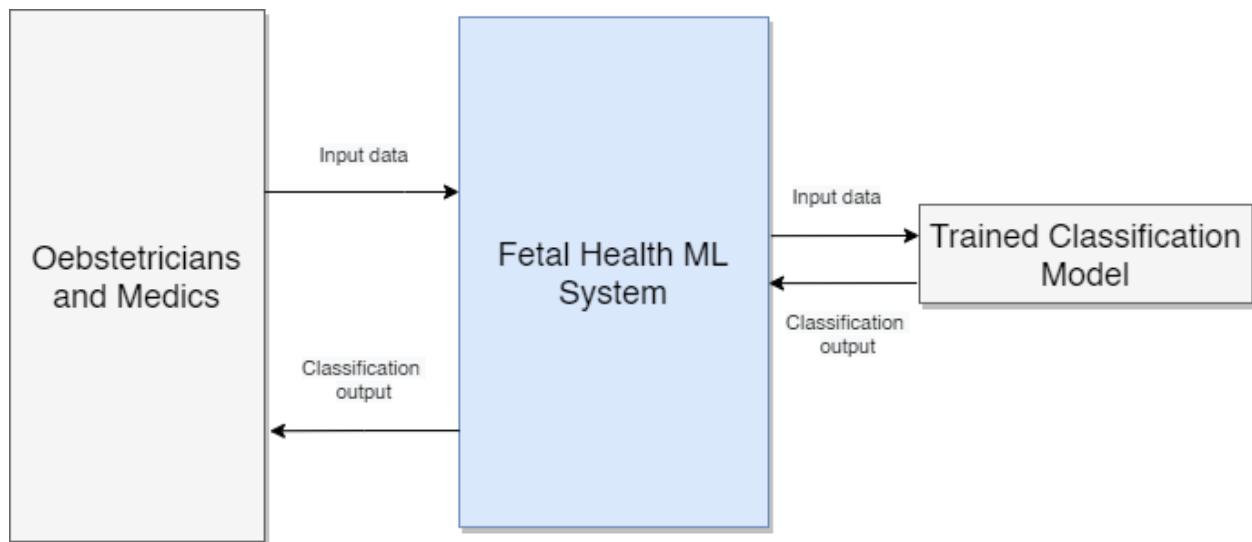 Input data
Oebstetricians
and Medics
Classification
output
Fetal Health ML
System
Input data
Classification
output
Trained Classification
Model